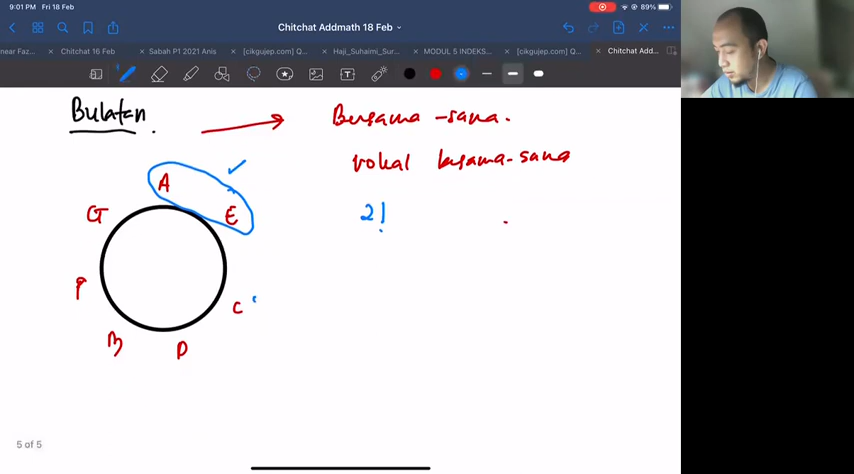 9:01 PM Fri 18 Feb
89%
Chitchat Addmath 18 Feb
near Faz...
Chitchat 16 Feb
Sabah P1 2021 Anis
[cikgujep.com] Q...
Haji_Suhaimi_Sur...
MODUL 5 INDEKS...
[cikgujep.com] Q...
Chitchat Add...
Bulatan.
Bersama-sama.
vokal bersama-sama
A
E
2!
G
P
C
B
D
5 of 5